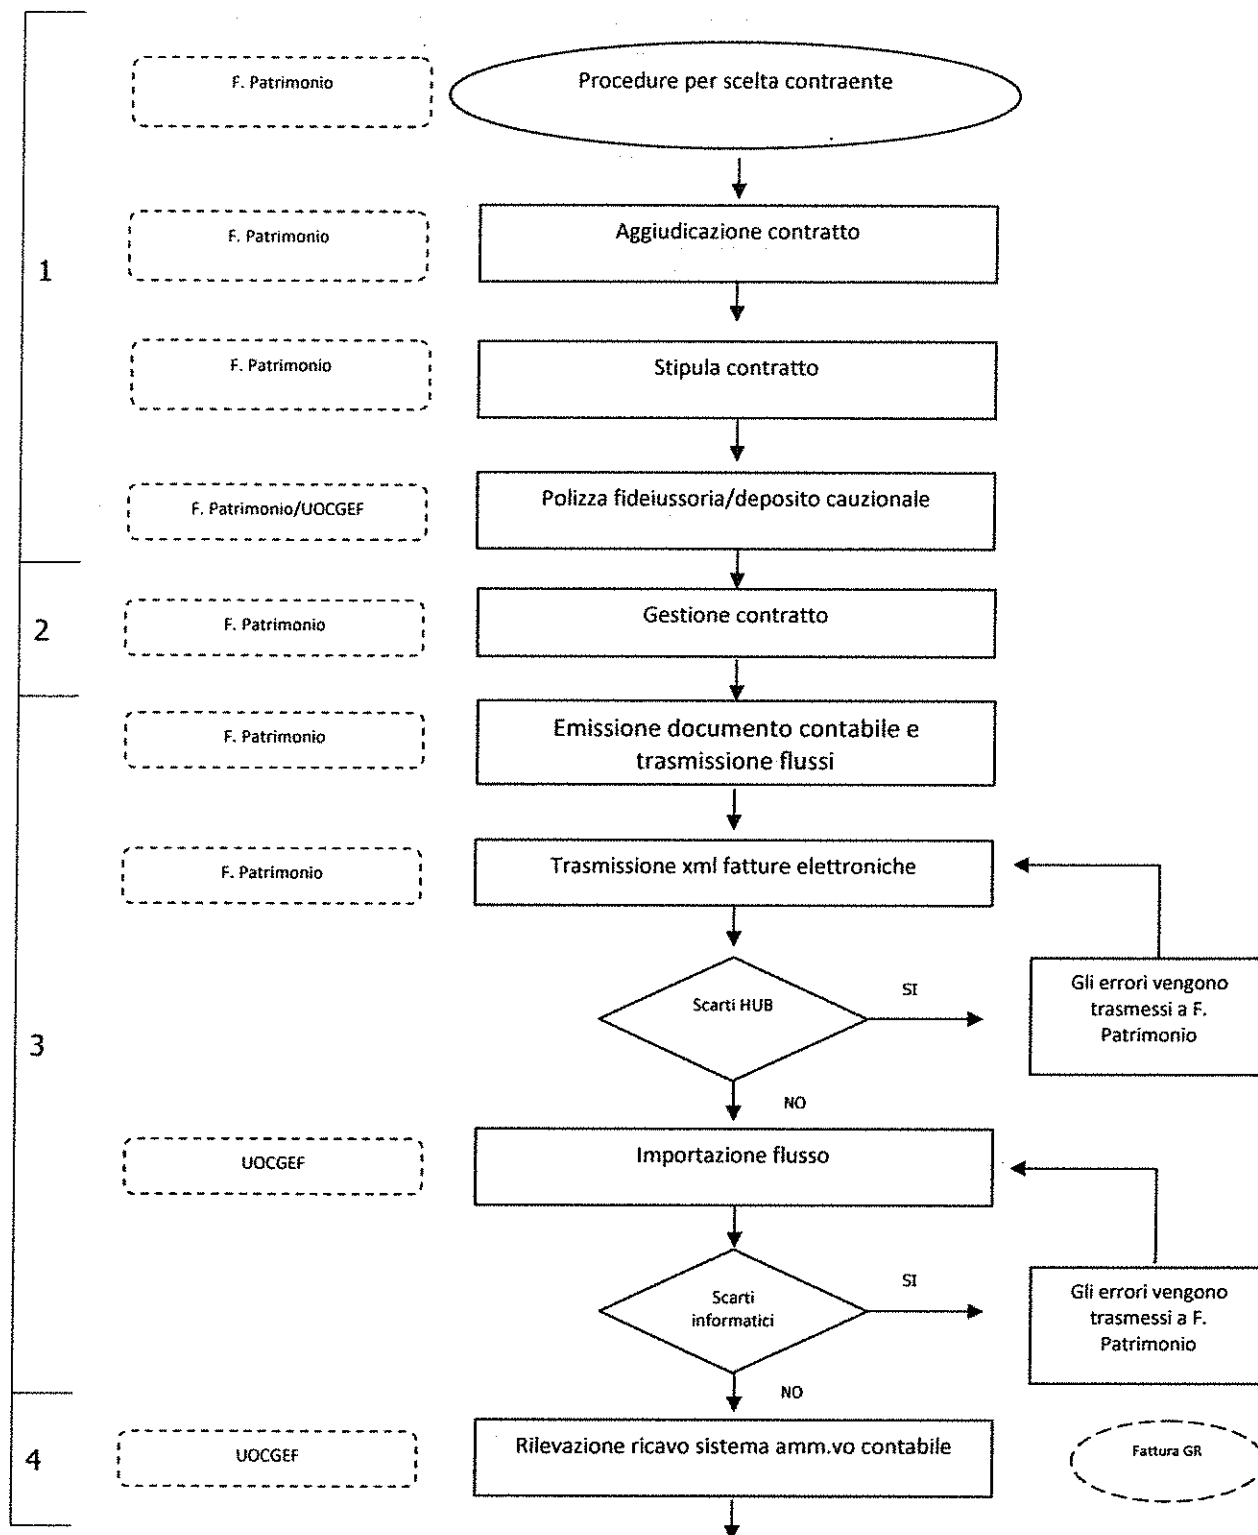 F. Patrimonio
Procedure per scelta contraente
F. Patrimonio
Aggiudicazione contratto
1
F. Patrimonio
Stipula contratto
F. Patrimonio/UOCGEF
Polizza fideiussoria/deposito cauzionale
2
F. Patrimonio
Gestione contratto
F. Patrimonio
Emissione documento contabile e
trasmissione flussi
F. Patrimonio
Trasmissione xml fatture elettroniche
Scarti HUB
SI
Gli errori vengono
trasmessi a F.
Patrimonio
3
NO
UOCGEF
Importazione flusso
Scarti
informatici
SI
Gli errori vengono
trasmessi a F.
Patrimonio
NO
4
UOCGEF
Rilevazione ricavo sistema amm.vo contabile
Fattura GR